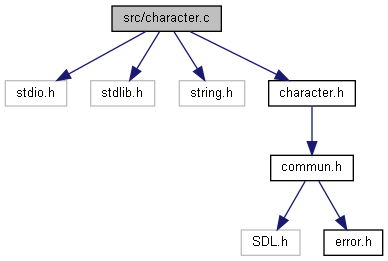 src/character.c
stdio.h
stdlib.h
string.h
character.h
commun.h
SDL.h
error.h